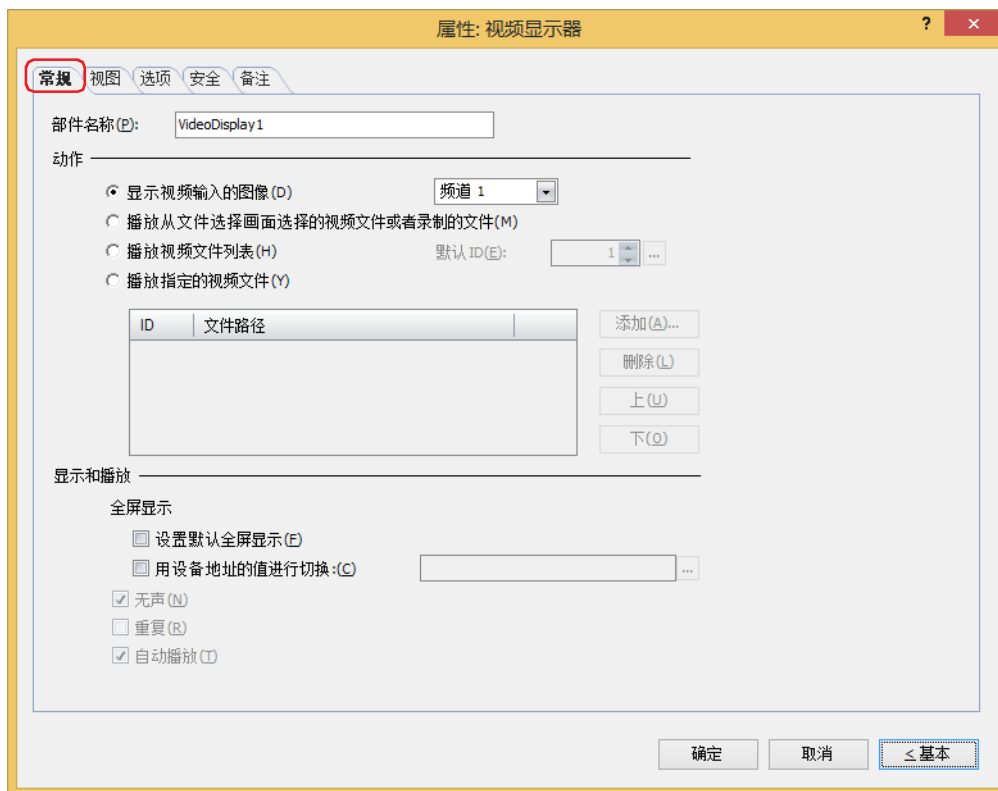 属性: 视频显示器
?
×
常规 视图 选项 安全 备注
部件名称(P): VideoDisplay1
动作
显示视频输入的图像(D) 频道 1
播放从文件选择画面选择的视频文件或者录制的文件(M)
播放视频文件列表(H) 默认 ID(E): 1 ...
播放指定的视频文件(Y)
ID 文件路径
添加(A)...
删除(L)
上(U)
下(O)
显示和播放
全屏显示
设置默认全屏显示(F)
用设备地址的值进行切换:(C) ...
无声(N)
重复(R)
自动播放(T)
确定 取消 ≤基本